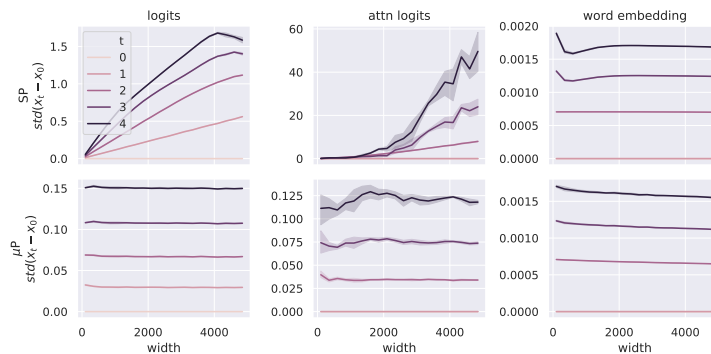 logits
attn logits
word embedding
SP
std(x_t − x_0)
1.5
1.0
0.5
0.0
t
0
1
2
3
4
60
40
20
0
0.0020
0.0015
0.0010
0.0005
0.0000
μP
std(x_t − x_0)
0.15
0.10
0.05
0.00
0.125
0.100
0.075
0.050
0.025
0.000
0.0015
0.0010
0.0005
0.0000
0 2000 4000
0 2000 4000
0 2000 4000
width
width
width